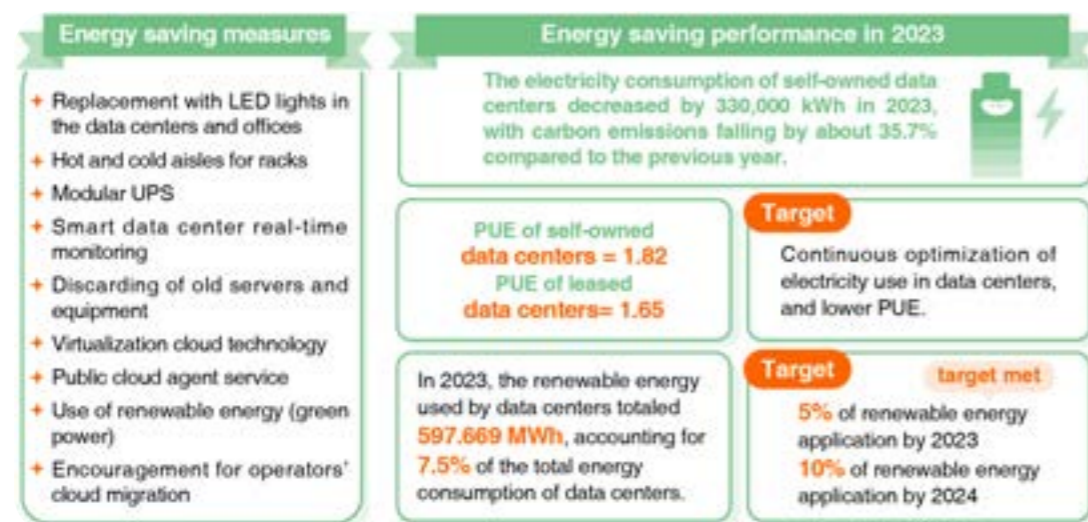 Energy saving measures
+ Replacement with LED lights in
the data centers and offices
+ Hot and cold aisles for racks
+ Modular UPS
+ Smart data center real-time
monitoring
+ Discarding of old servers and
equipment
+ Virtualization cloud technology
+ Public cloud agent service
+ Use of renewable energy (green
power)
+ Encouragement for operators'
cloud migration
Energy saving performance in 2023
The electricity consumption of self-owned data
centers decreased by 330,000 kWh in 2023,
with carbon emissions falling by about 35.7%
compared to the previous year.
PUE of self-owned
data centers = 1.82
PUE of leased
data centers= 1.65
Target
Continuous optimization of
electricity use in data centers,
and lower PUE.
In 2023, the renewable energy
used by data centers totaled
597.669 MWh, accounting for
7.5% of the total energy
consumption of data centers.
Target
target met
5% of renewable energy
application by 2023
10% of renewable energy
application by 2024